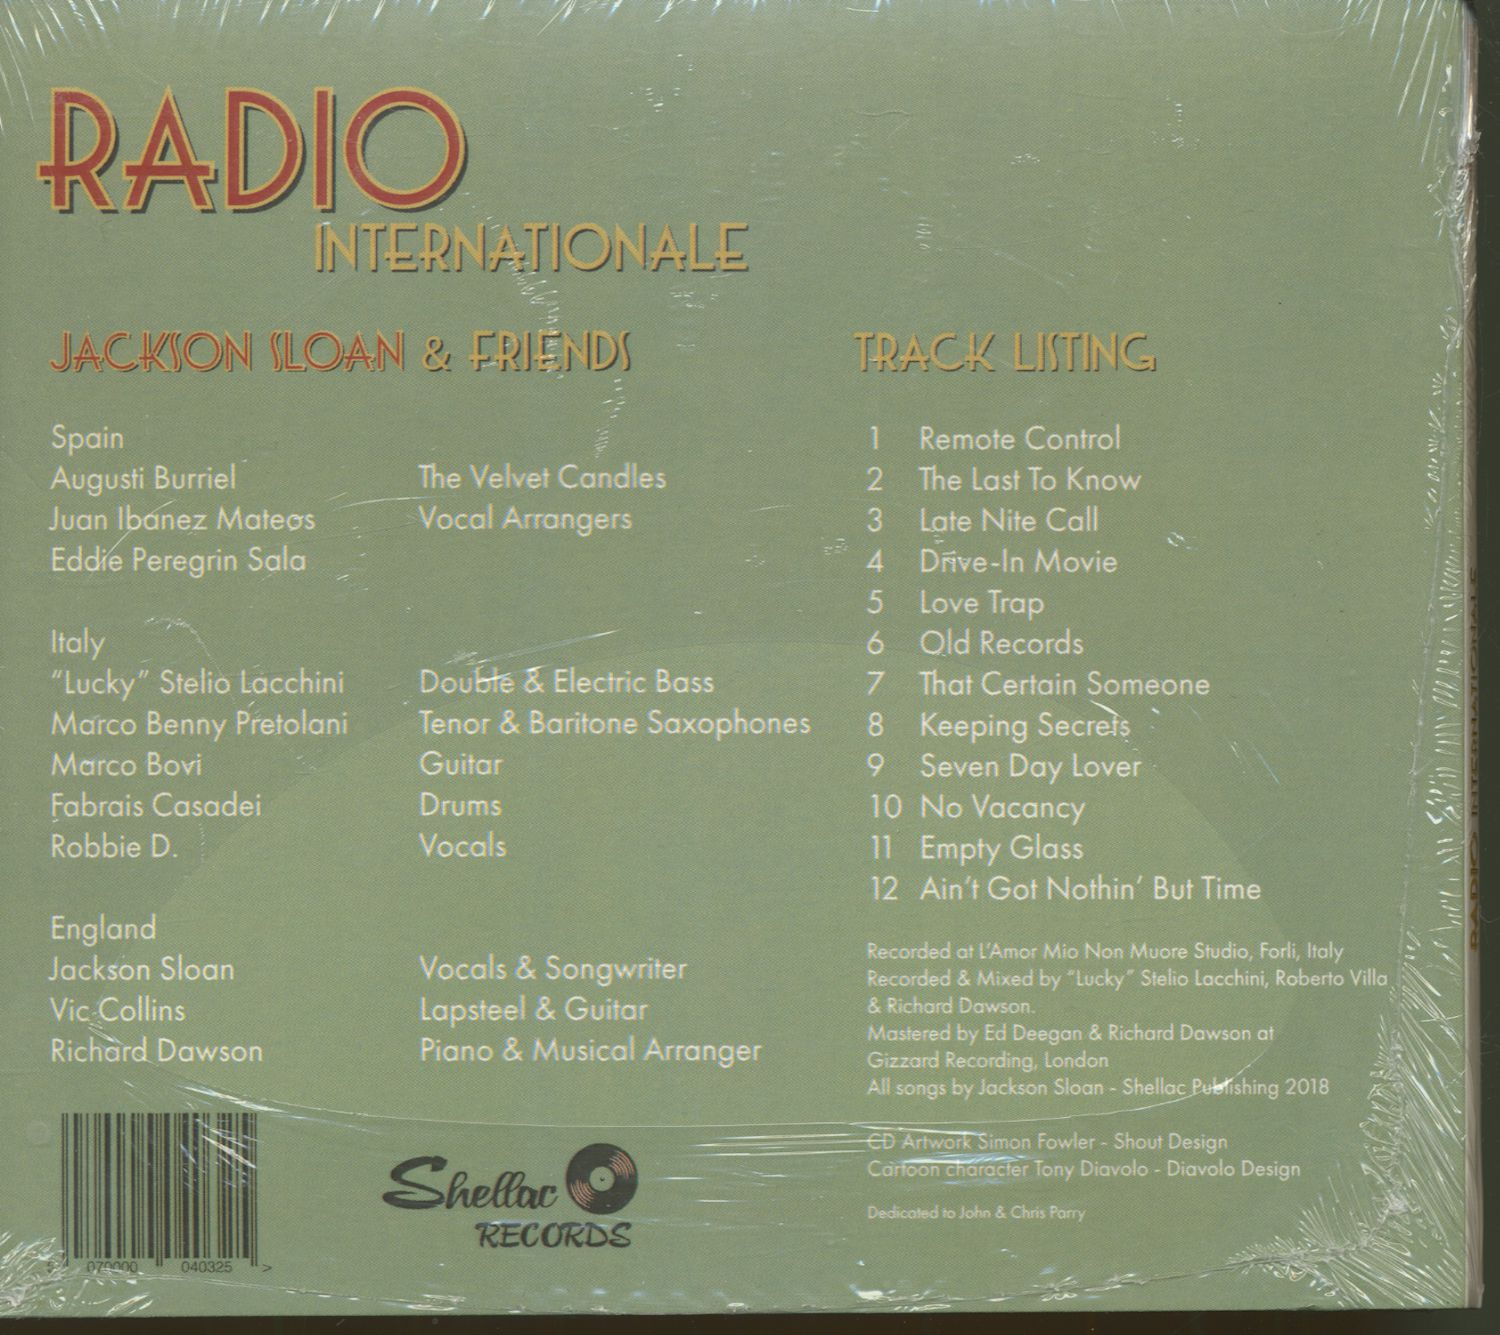 RADIO
INTERNATIONALE
JACKSON SLOAN & FRIENDS
Spain
Augusti Burriel The Velvet Candles
Juan Ibanez Mateos Vocal Arrangers
Eddie Peregrin Sala
Italy
“Lucky” Stelio Lacchini Double & Electric Bass
Marco Benny Pretolani Tenor & Baritone Saxophones
Marco Bovi Guitar
Fabrais Casadei Drums
Robbie D. Vocals
England
Jackson Sloan Vocals & Songwriter
Vic Collins Lapsteel & Guitar
Richard Dawson Piano & Musical Arranger
TRACK LISTING
1 Remote Control
2 The Last To Know
3 Late Nite Call
4 Drive-In Movie
5 Love Trap
6 Old Records
7 That Certain Someone
8 Keeping Secrets
9 Seven Day Lover
10 No Vacancy
11 Empty Glass
12 Ain’t Got Nothin’ But Time
Recorded at L’Amor Mio Non Muore Studio, Forli, Italy
Recorded & Mixed by “Lucky” Stelio Lacchini, Roberto Villa
& Richard Dawson.
Mastered by Ed Deegan & Richard Dawson at
Gizzard Recording, London
All songs by Jackson Sloan - Shellac Publishing 2018
CD Artwork Simon Fowler - Shout Design
Cartoon character Tony Diavolo - Diavolo Design
Dedicated to John & Chris Parry
5 070000 040325 >
Shellac
RECORDS
RADIO INTERNATIONALE